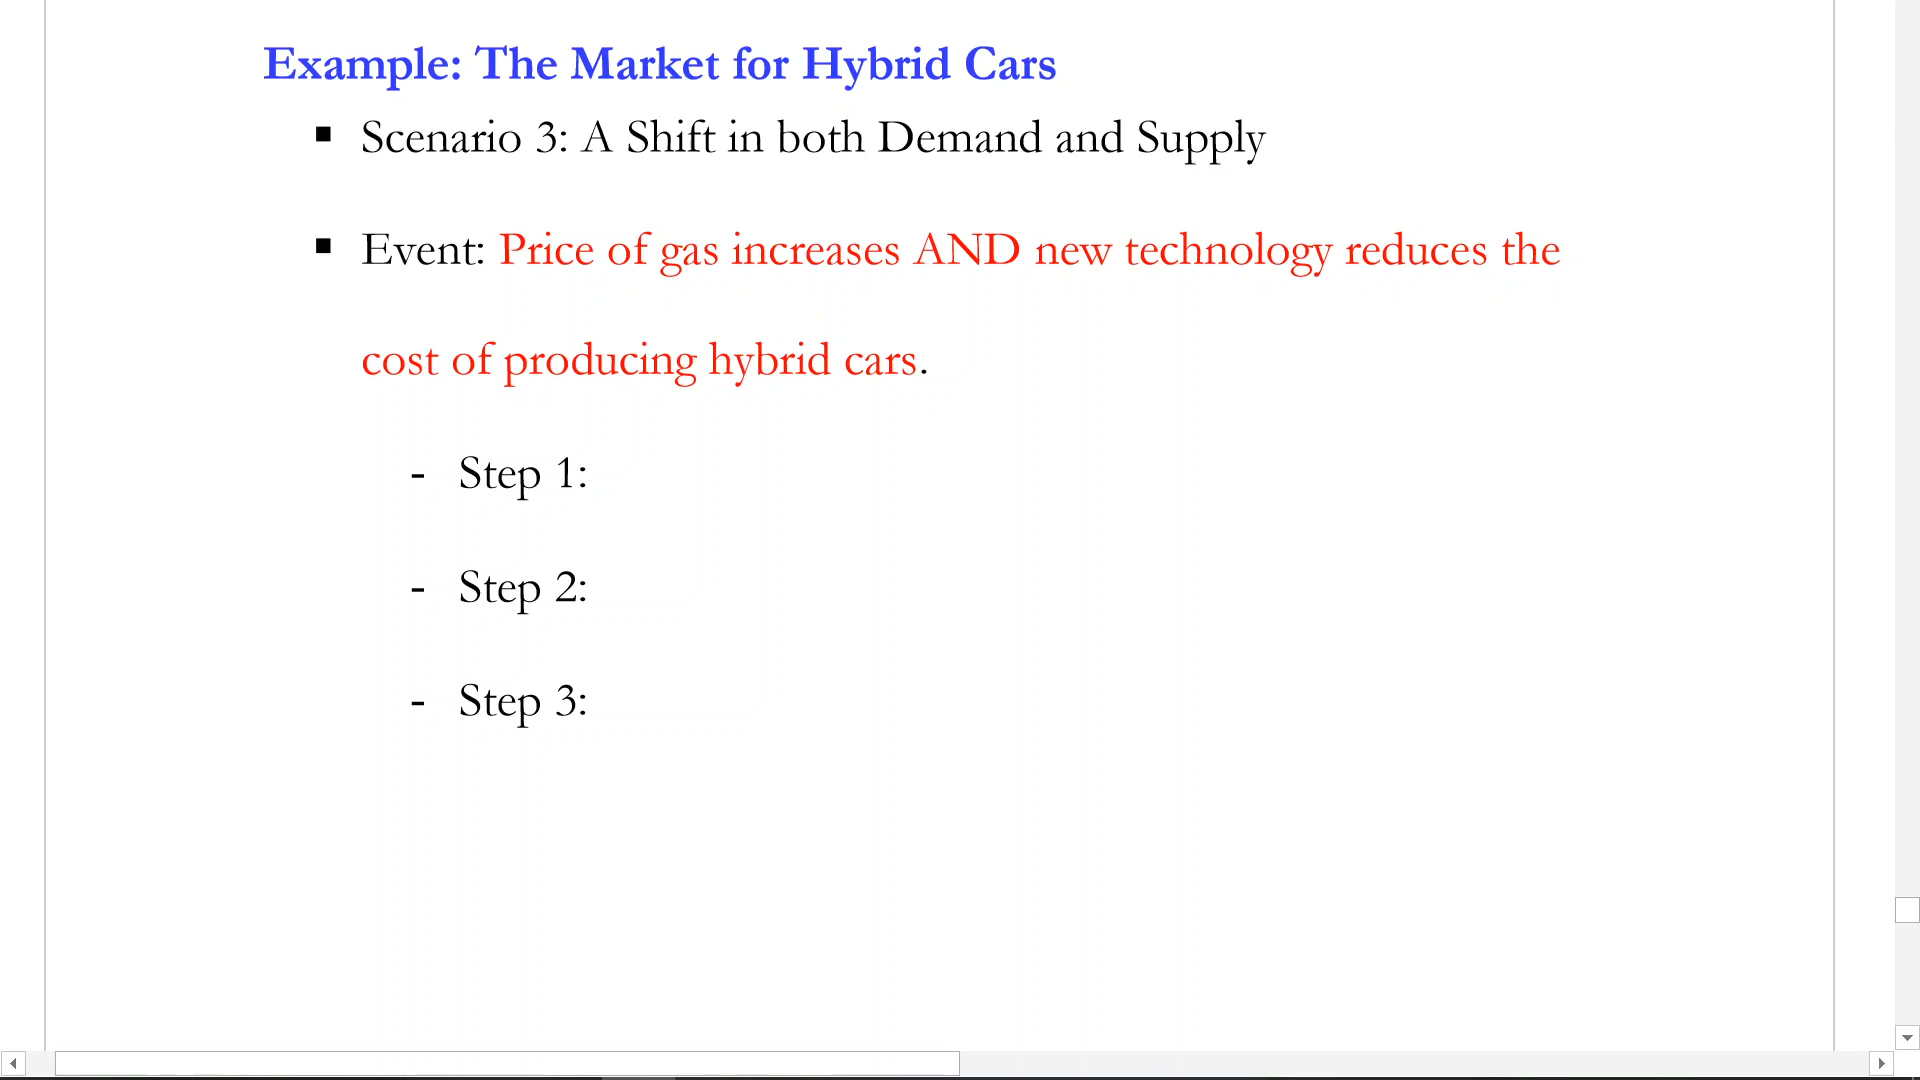 Example: The Market for Hybrid Cars
▪ Scenario 3: A Shift in both Demand and Supply
▪ Event: Price of gas increases AND new technology reduces the
cost of producing hybrid cars.
- Step 1:
- Step 2:
- Step 3: